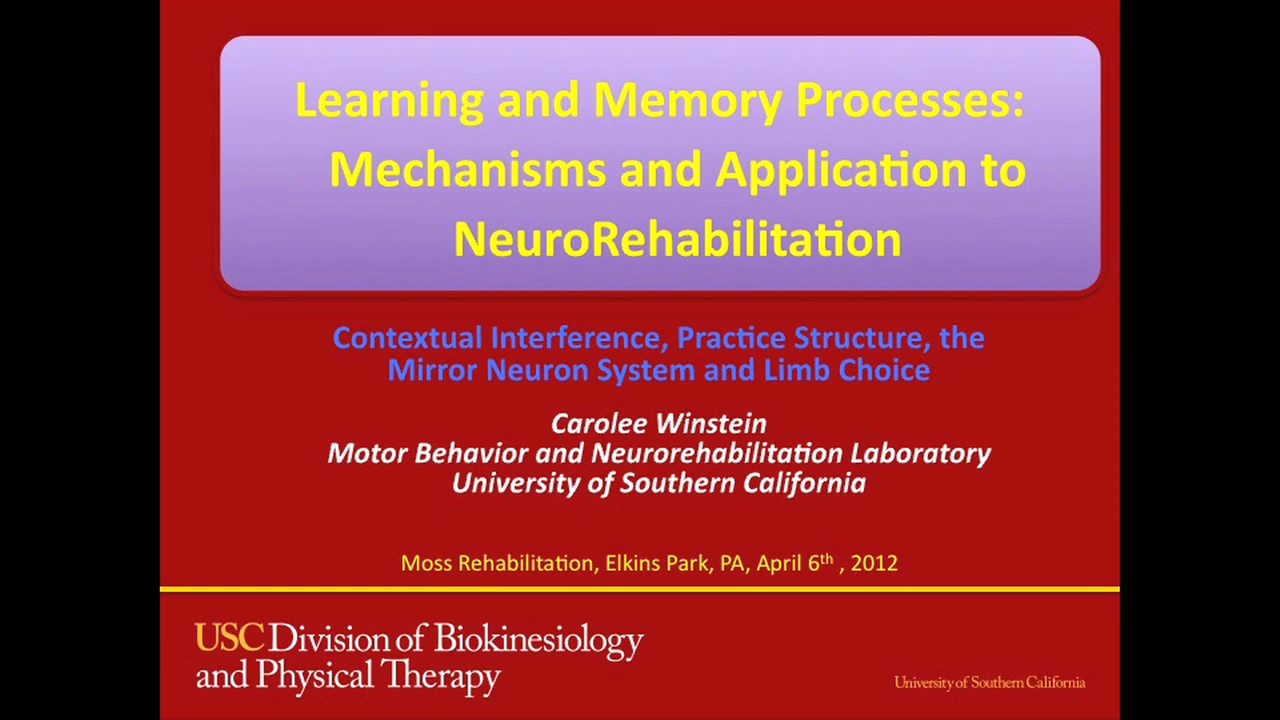 Learning and Memory Processes:
Mechanisms and Application to
NeuroRehabilitation
Contextual Interference, Practice Structure, the
Mirror Neuron System and Limb Choice
Carolee Winstein
Motor Behavior and Neurorehabilitation Laboratory
University of Southern California
Moss Rehabilitation, Elkins Park, PA, April 6th , 2012
USC Division of Biokinesiology
and Physical Therapy
University of Southern California